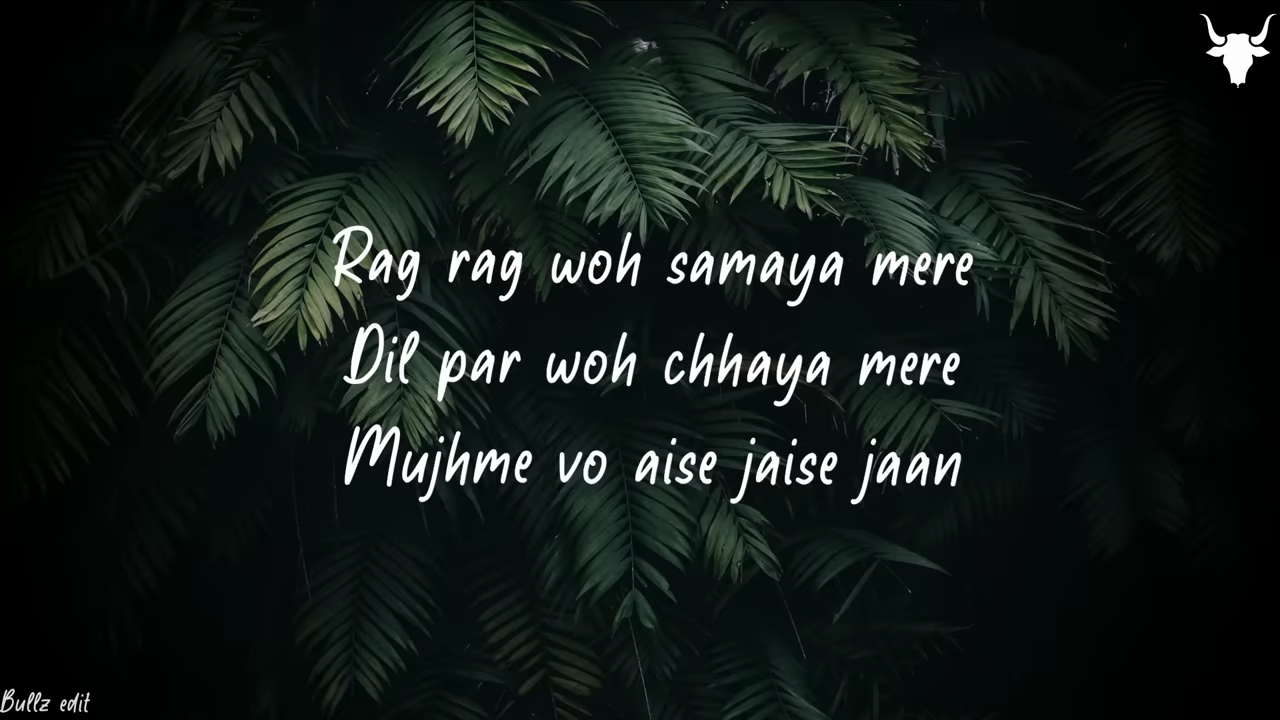 Rag rag woh samaya mere
Dil par woh chhaya mere
Mujhme vo aise jaise jaan
Bullz edit